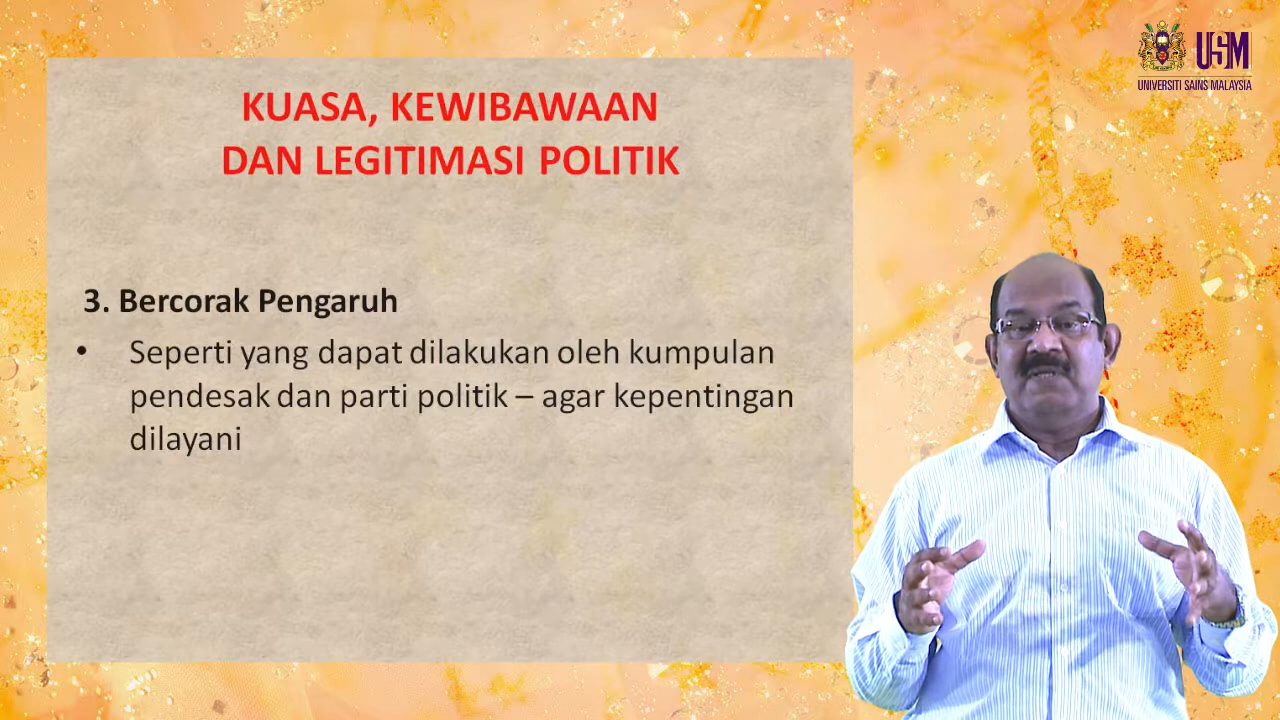 USM
UNIVERSITI SAINS MALAYSIA
KUASA, KEWIBAWAAN
DAN LEGITIMASI POLITIK
3. Bercorak Pengaruh
• Seperti yang dapat dilakukan oleh kumpulan
pendesak dan parti politik – agar kepentingan
dilayani